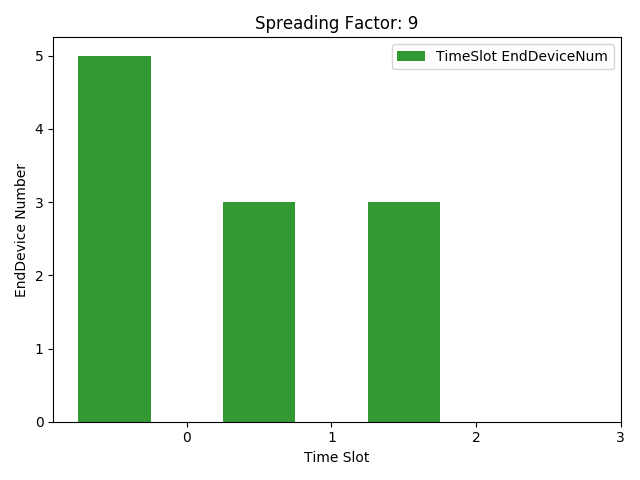 Spreading Factor: 9
TimeSlot EndDeviceNum
EndDevice Number
5
4
3
2
1
0
0 1 2 3
Time Slot